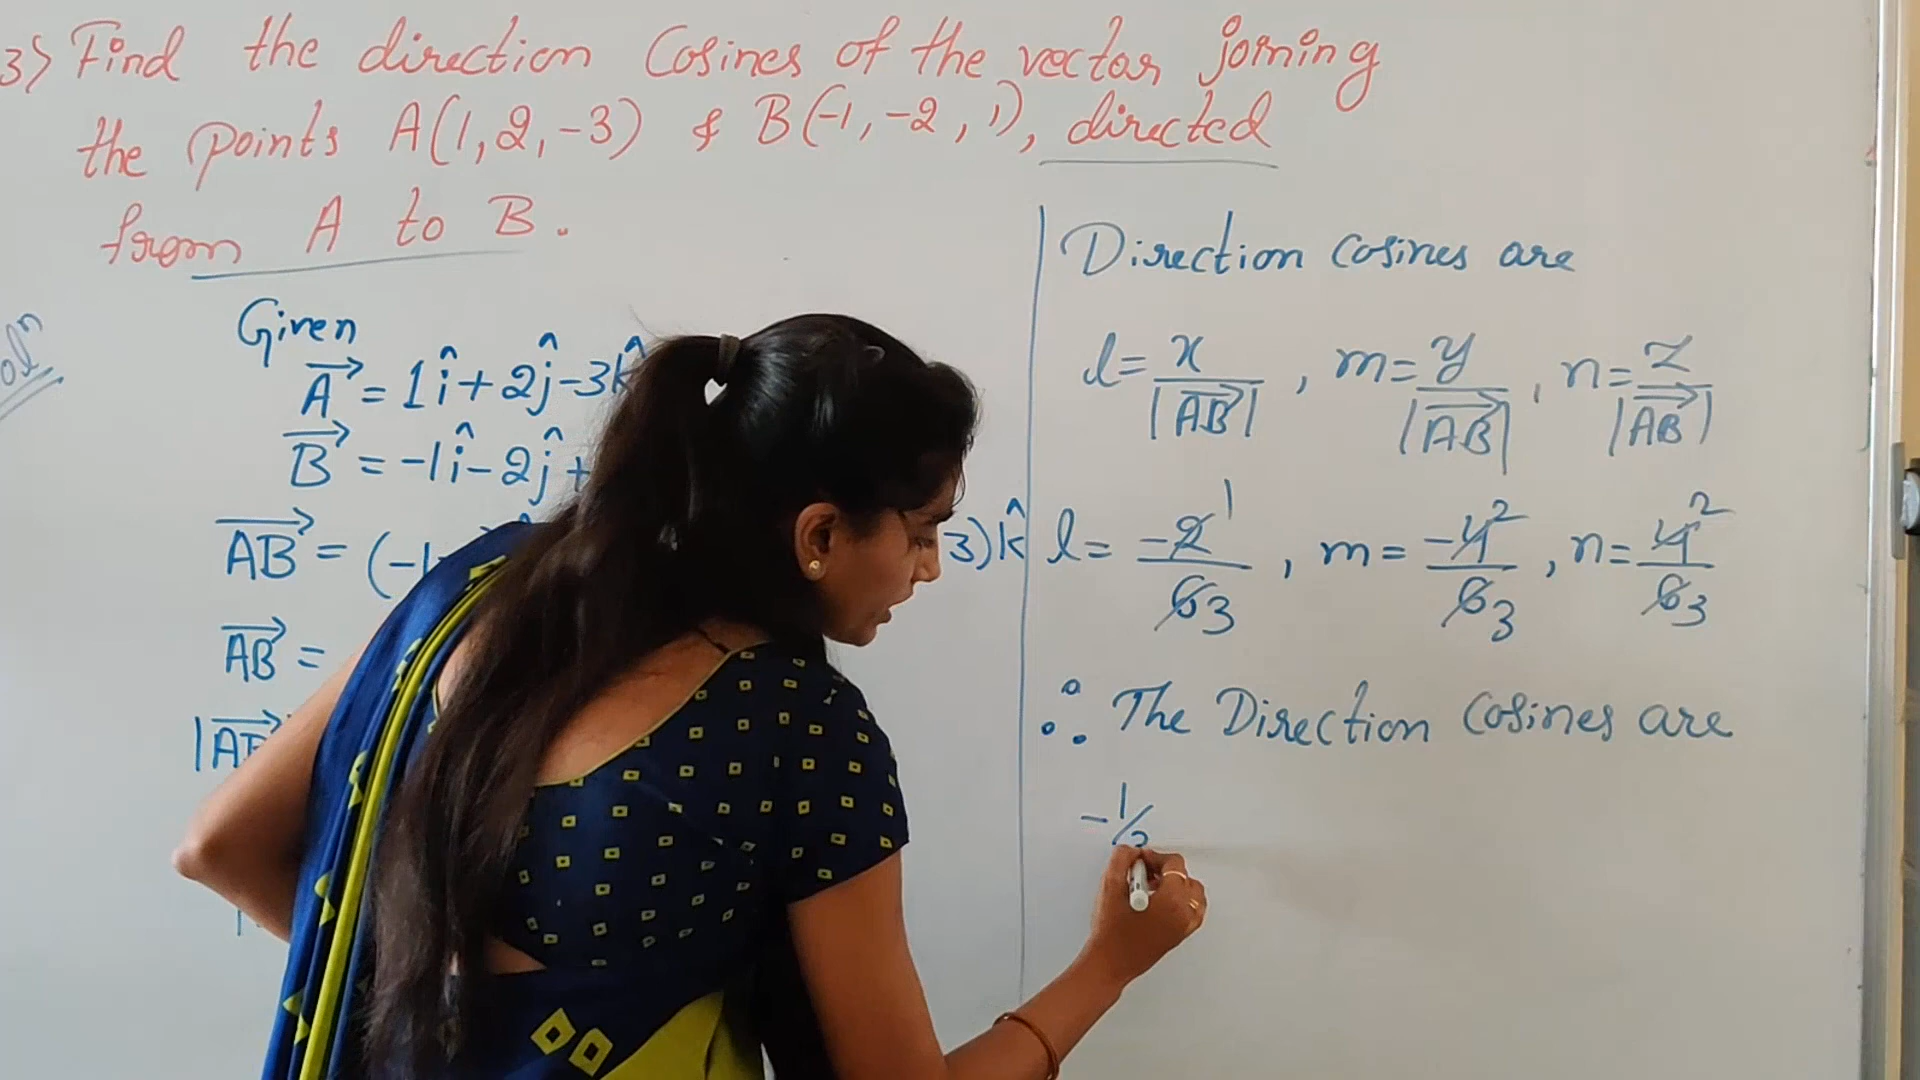 3) Find the direction Cosines of the vector joining
the points A(1, 2, -3) & B(-1, -2, 1), directed
from A to B.
Solⁿ
Given
A⃗ = 1î + 2ĵ - 3k̂
B⃗ = -1î - 2ĵ +
AB⃗ = (-1 3)k̂
AB⃗ =
|AB⃗
Direction Cosines are
l = x/|AB⃗| , m = y/|AB⃗| , n = z/|AB⃗|
l = -2 1/6 3 , m = -4 2/6 3 , n = 4 2/6 3
∴ The Direction Cosines are
-1/3